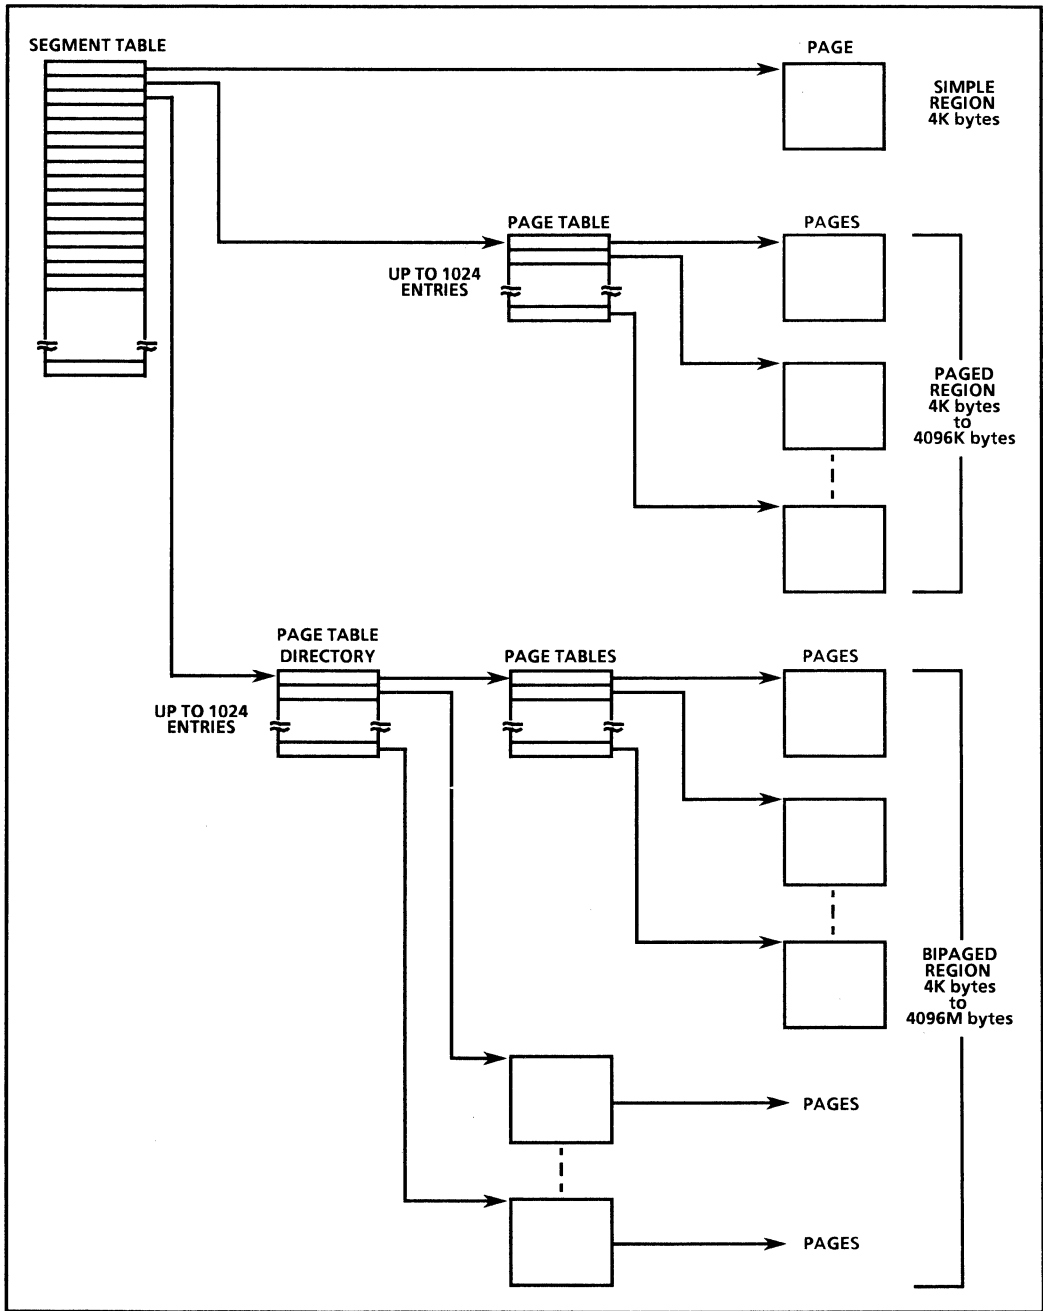 SEGMENT TABLE
PAGE
SIMPLE
REGION
4K bytes
PAGE TABLE
PAGES
UP TO 1024
ENTRIES
PAGED
REGION
4K bytes
to
4096K bytes
PAGE TABLE
DIRECTORY
PAGE TABLES
PAGES
UP TO 1024
ENTRIES
BIPAGED
REGION
4K bytes
to
4096M bytes
PAGES
PAGES